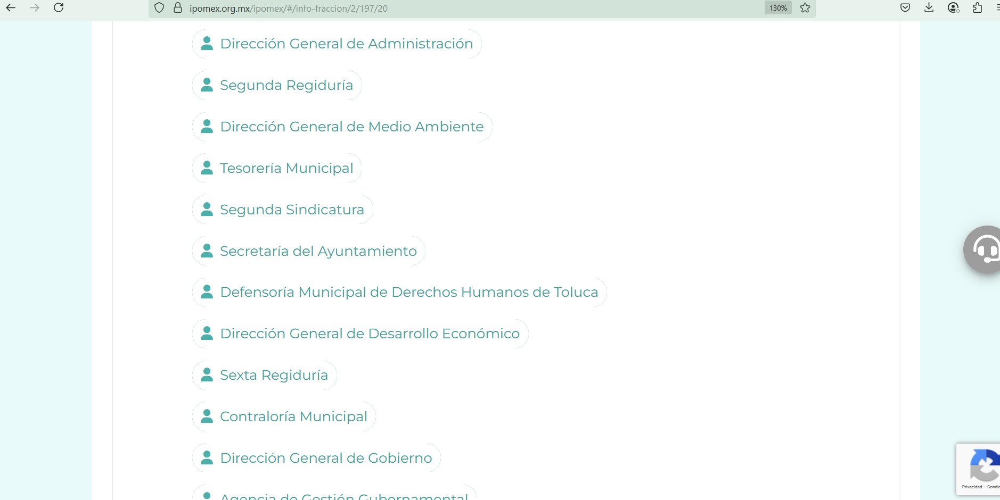 ipomex.org.mx/ipomex/#/info-fraccion/2/197/20
130%
Dirección General de Administración
Segunda Regiduría
Dirección General de Medio Ambiente
Tesorería Municipal
Segunda Sindicatura
Secretaría del Ayuntamiento
Defensoría Municipal de Derechos Humanos de Toluca
Dirección General de Desarrollo Económico
Sexta Regiduría
Contraloría Municipal
Dirección General de Gobierno
Agencia de Gestión Gubernamental
Privacidad -